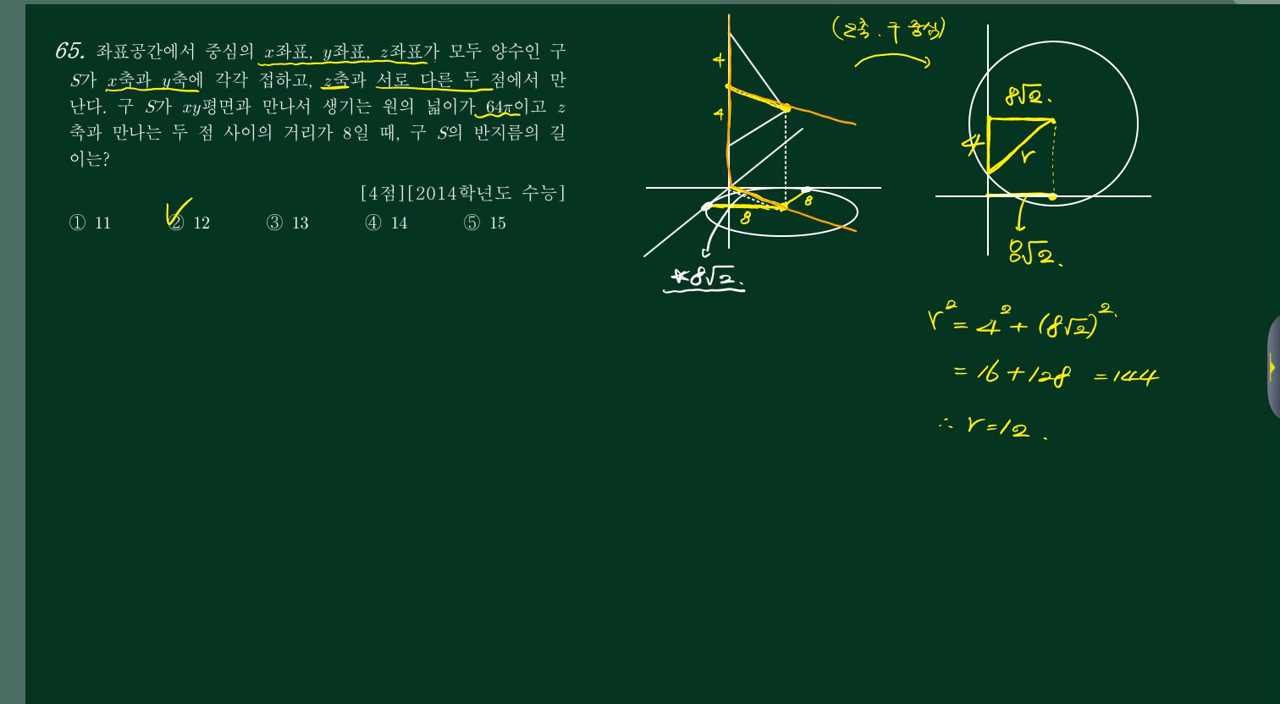 65. 좌표공간에서 중심의 x좌표, y좌표, z좌표가 모두 양수인 구
S가 x축과 y축에 각각 접하고, z축과 서로 다른 두 점에서 만
난다. 구 S가 xy평면과 만나서 생기는 원의 넓이가 64π이고 z
축과 만나는 두 점 사이의 거리가 8일 때, 구 S의 반지름의 길
이는?
[4점][2014학년도 수능]
① 11 ② 12 ③ 13 ④ 14 ⑤ 15
4
4
8
8
*8√2.
(z축. 구 중심)
8√2.
4
r
8√2.
r² = 4² + (8√2)².
= 16 + 128 = 144
∴ r = 12.